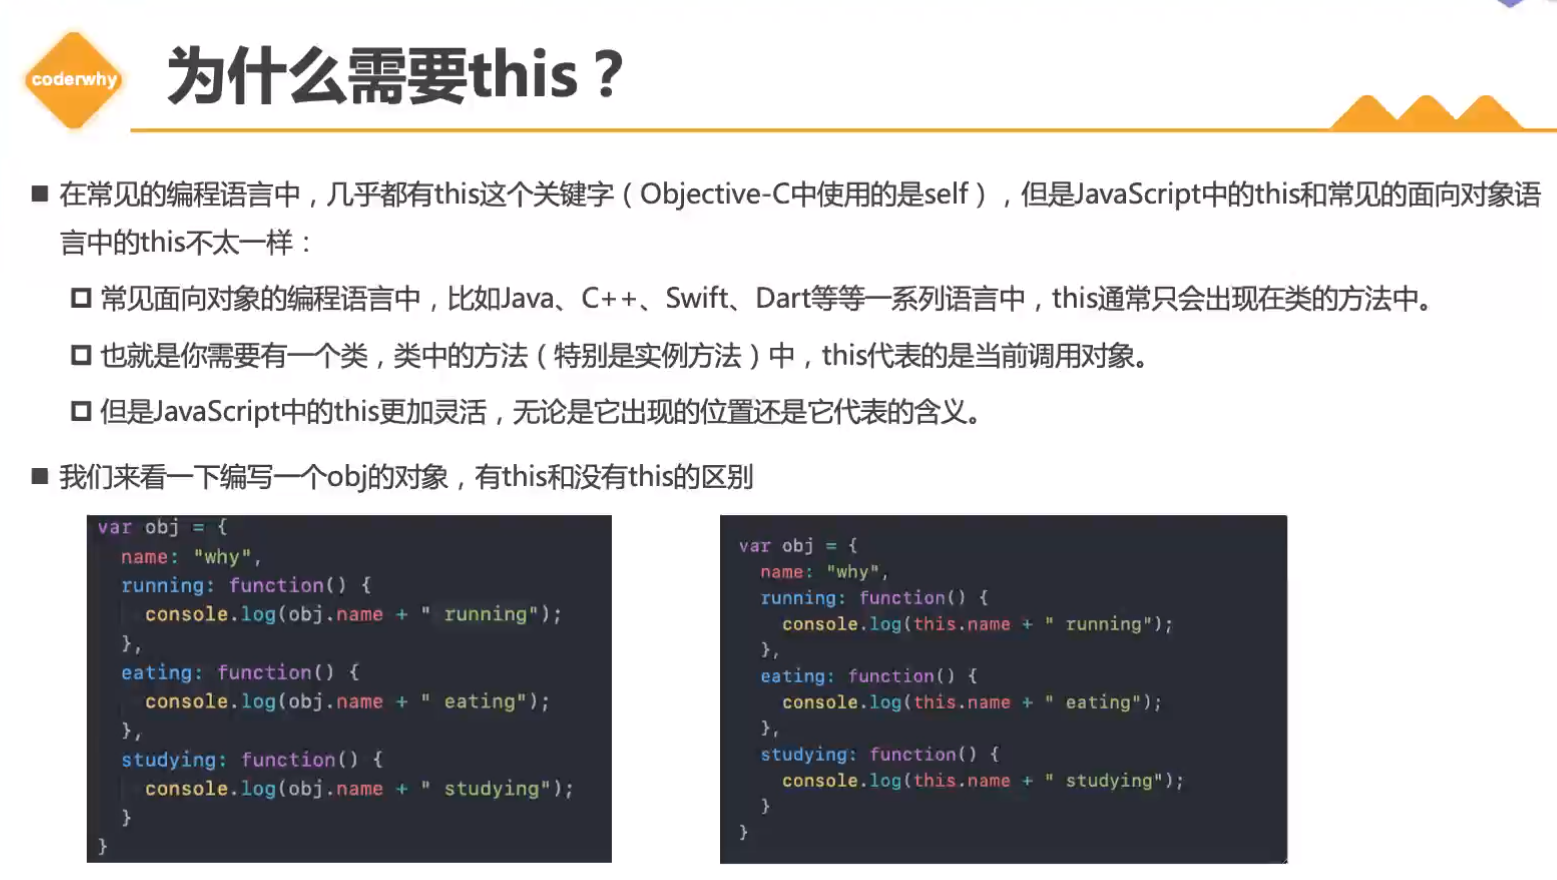 coderwhy
为什么需要this？
■ 在常见的编程语言中，几乎都有this这个关键字（Objective-C中使用的是self），但是JavaScript中的this和常见的面向对象语
言中的this不太一样：
常见面向对象的编程语言中，比如Java、C++、Swift、Dart等等一系列语言中，this通常只会出现在类的方法中。
也就是你需要有一个类，类中的方法（特别是实例方法）中，this代表的是当前调用对象。
但是JavaScript中的this更加灵活，无论是它出现的位置还是它代表的含义。
■ 我们来看一下编写一个obj的对象，有this和没有this的区别
var obj = {
  name: "why",
  running: function() {
    console.log(obj.name + " running");
  },
  eating: function() {
    console.log(obj.name + " eating");
  },
  studying: function() {
    console.log(obj.name + " studying");
  }
}
var obj = {
  name: "why",
  running: function() {
    console.log(this.name + " running");
  },
  eating: function() {
    console.log(this.name + " eating");
  },
  studying: function() {
    console.log(this.name + " studying");
  }
}